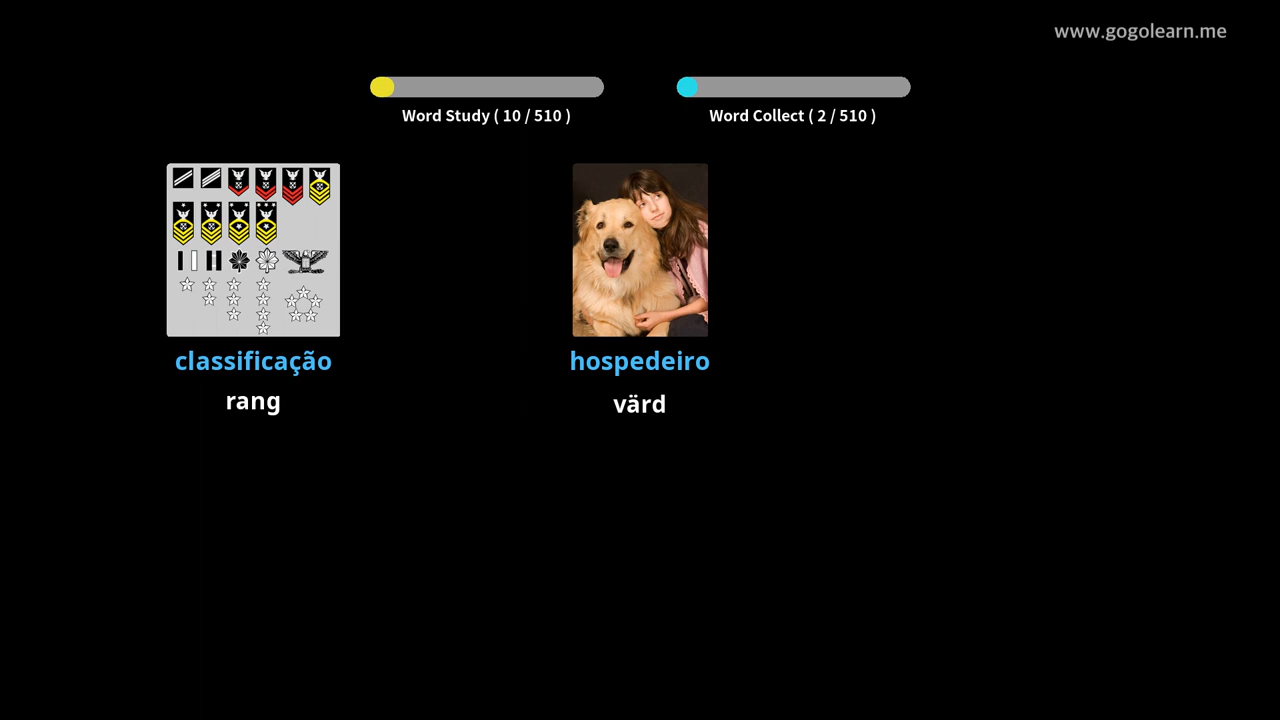 www.gogolearn.me
Word Study ( 10 / 510 )
Word Collect ( 2 / 510 )
classificação
hospedeiro
rang
värd